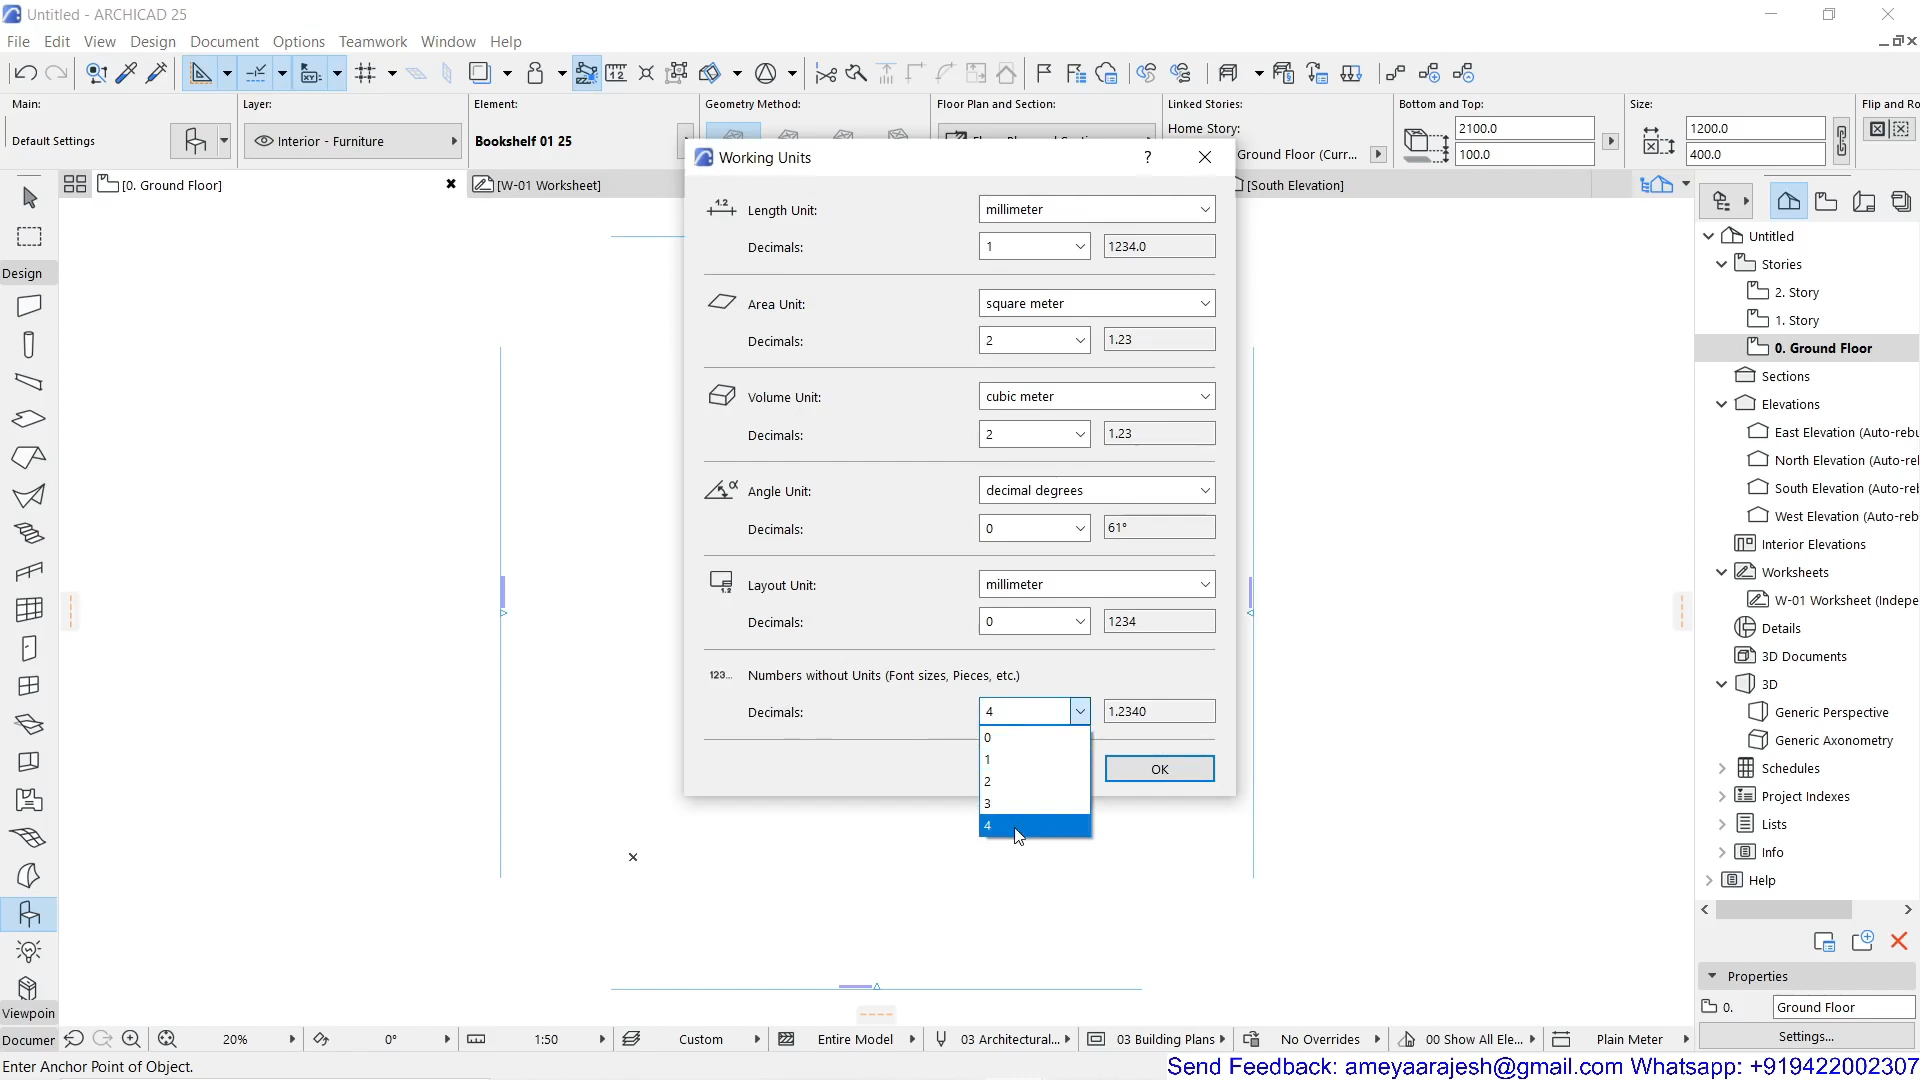 Untitled - ARCHICAD 25
File Edit View Design Document Options Teamwork Window Help
Main: Layer: Element: Geometry Method: Floor Plan and Section: Linked Stories: Bottom and Top: Size: Flip and Ro
Home Story:
Default Settings Interior - Furniture Bookshelf 01 25 Ground Floor (Curr...
2100.0 1200.0
100.0 400.0
[0. Ground Floor] [W-01 Worksheet] [South Elevation]
Working Units ?
1.2 Length Unit: millimeter
Decimals: 1 1234.0
Area Unit: square meter
Decimals: 2 1.23
Volume Unit: cubic meter
Decimals: 2 1.23
α Angle Unit: decimal degrees
Decimals: 0 61°
1.2 Layout Unit: millimeter
Decimals: 0 1234
123... Numbers without Units (Font sizes, Pieces, etc.)
Decimals: 4 1.2340
0
1
2
3
4
OK
Design
Viewpoin
Documer
Untitled
Stories
2. Story
1. Story
0. Ground Floor
Sections
Elevations
East Elevation (Auto-rebu
North Elevation (Auto-rel
South Elevation (Auto-rel
West Elevation (Auto-reb
Interior Elevations
Worksheets
W-01 Worksheet (Indepe
Details
3D Documents
3D
Generic Perspective
Generic Axonometry
Schedules
Project Indexes
Lists
Info
Help
Properties
0. Ground Floor
Settings...
20% 0° 1:50 Custom Entire Model 03 Architectural... 03 Building Plans No Overrides 00 Show All Ele... Plain Meter
Enter Anchor Point of Object.
Send Feedback: ameyaarajesh@gmail.com Whatsapp: +919422002307